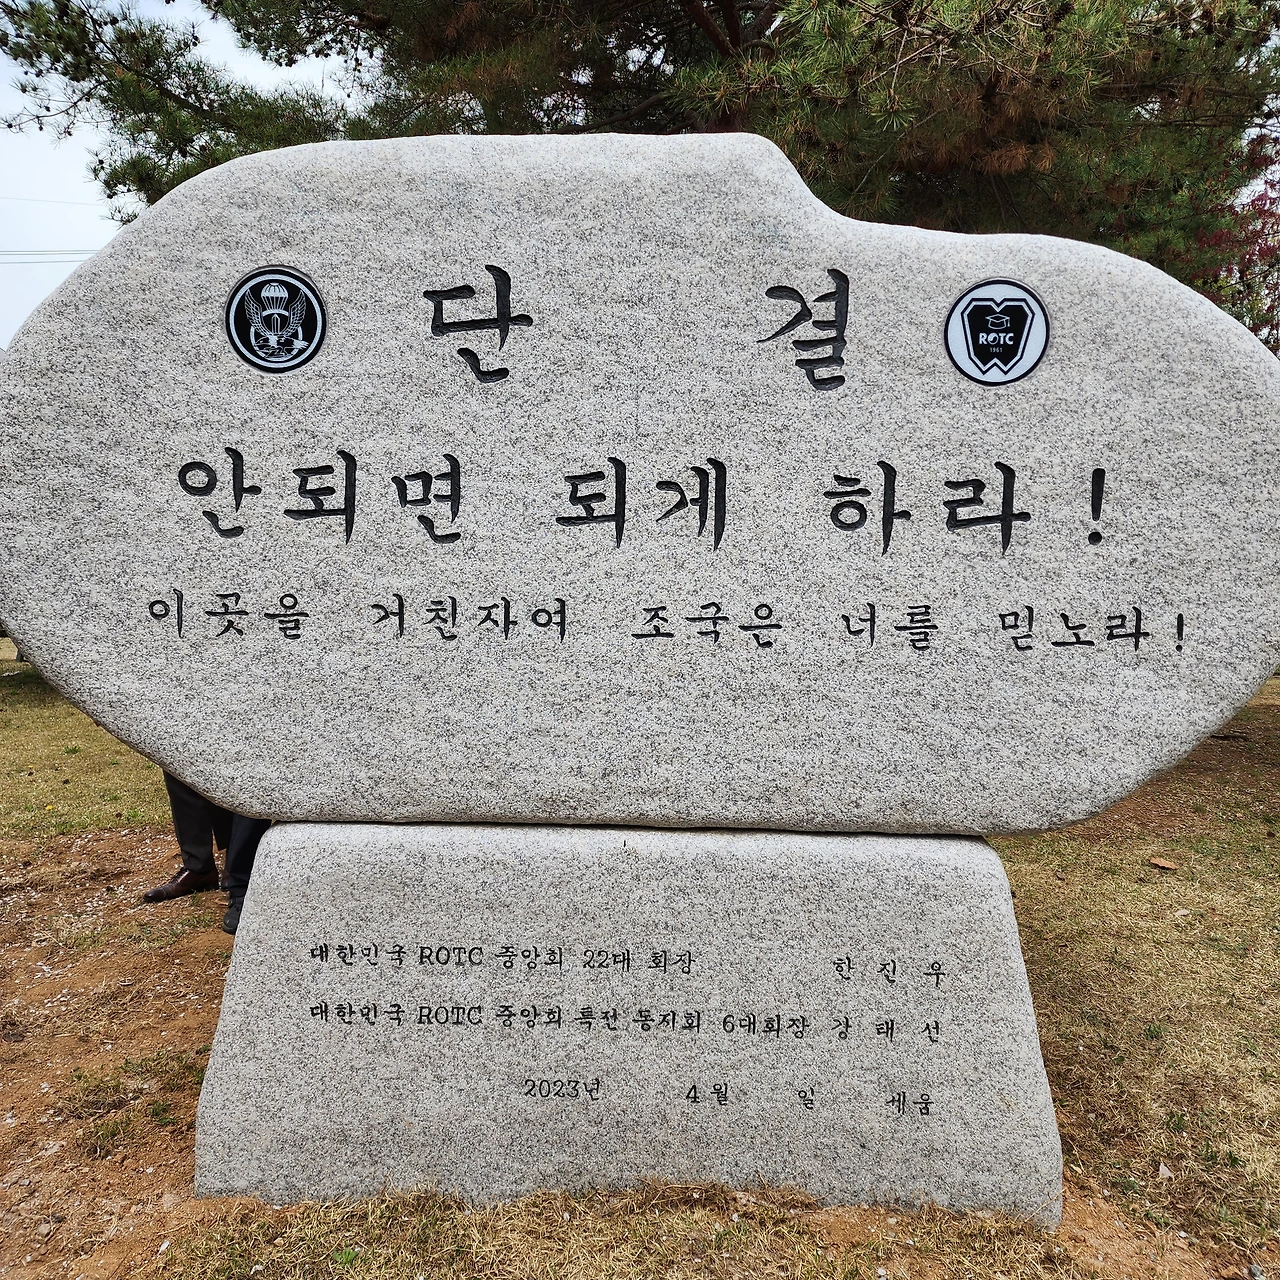 단 결
ROTC
1961
안되면 되게 하라!
이곳을 거친자여 조국은 너를 믿노라!
대한민국 ROTC 중앙회 22대 회장 한 진 우
대한민국 ROTC 중앙회 특전 동지회 6대회장 강 태 선
2023년 4월 일 세움